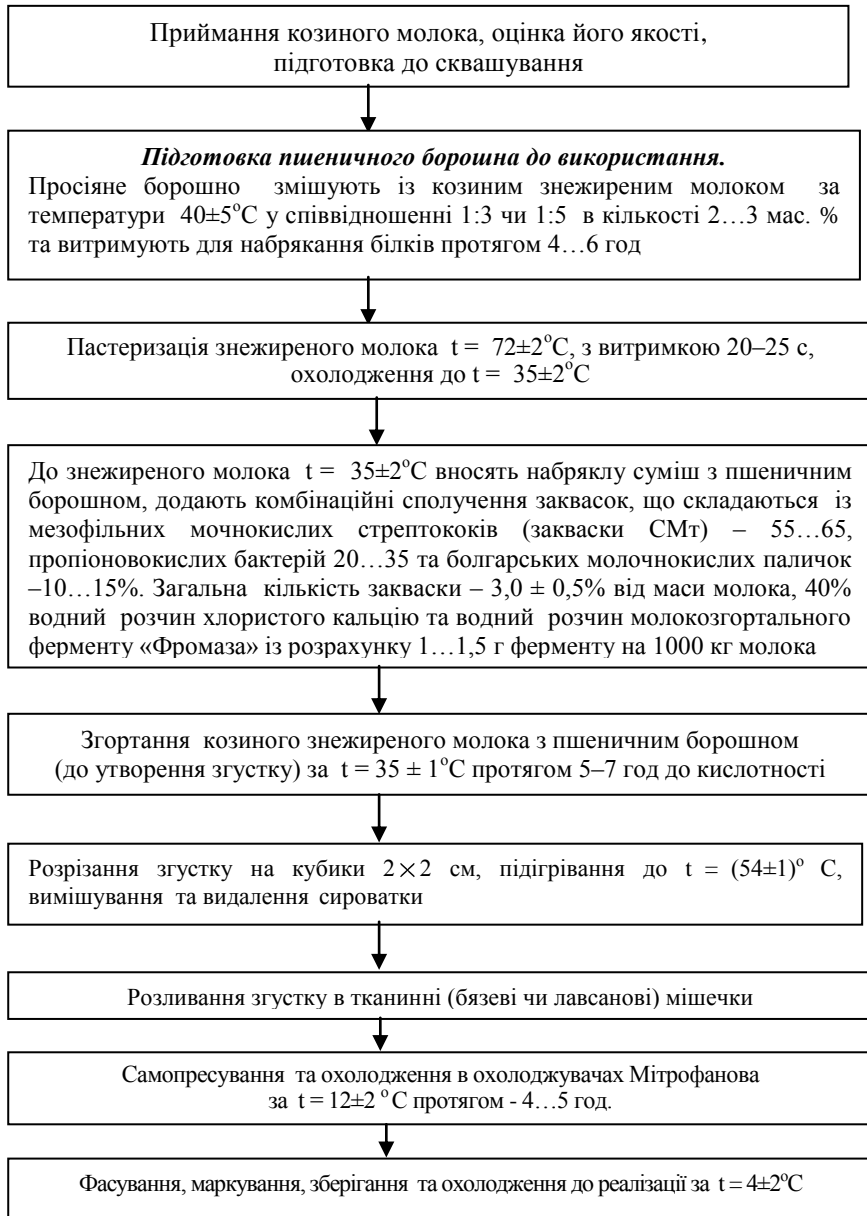 Приймання козиного молока, оцінка його якості,
підготовка до сквашування
Підготовка пшеничного борошна до використання.
Просіяне борошно змішують із козиним знежиреним молоком за
температури 40±5°С у співвідношенні 1:3 чи 1:5 в кількості 2…3 мас. %
та витримують для набрякання білків протягом 4…6 год
Пастеризація знежиреного молока t = 72±2°С, з витримкою 20–25 с,
охолодження до t = 35±2°С
До знежиреного молока t = 35±2°С вносять набряклу суміш з пшеничним
борошном, додають комбінаційні сполучення заквасок, що складаються із
мезофільних мочнокислих стрептококів (закваски СМт) – 55…65,
пропіоновокислих бактерій 20…35 та болгарських молочнокислих паличок
–10…15%. Загальна кількість закваски – 3,0 ± 0,5% від маси молока, 40%
водний розчин хлористого кальцію та водний розчин молокозгортального
ферменту «Фромаза» із розрахунку 1…1,5 г ферменту на 1000 кг молока
Згортання козиного знежиреного молока з пшеничним борошном
(до утворення згустку) за t = 35 ± 1°С протягом 5–7 год до кислотності
Розрізання згустку на кубики 2×2 см, підігрівання до t = (54±1)° С,
вимішування та видалення сироватки
Розливання згустку в тканинні (бязеві чи лавсанові) мішечки
Самопресування та охолодження в охолоджувачах Мітрофанова
за t = 12±2 °С протягом - 4…5 год.
Фасування, маркування, зберігання та охолодження до реалізації за t = 4±2°С